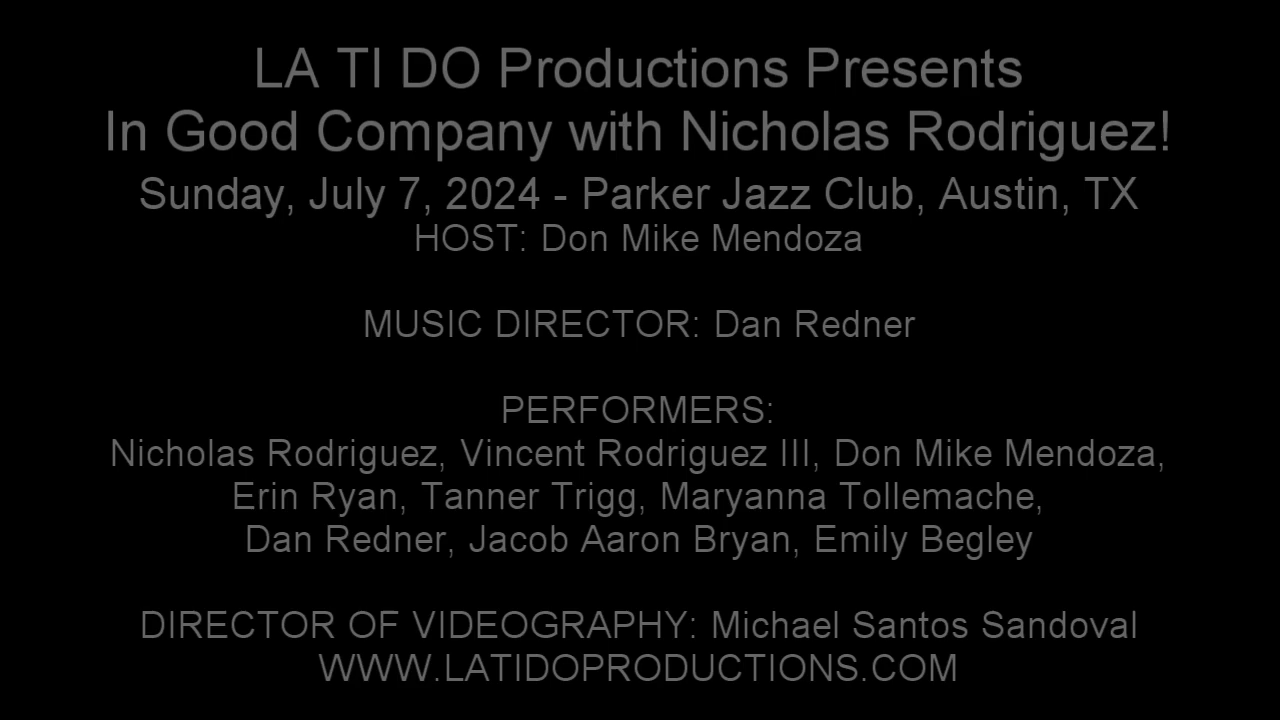 LA TI DO Productions Presents
In Good Company with Nicholas Rodriguez!
Sunday, July 7, 2024 - Parker Jazz Club, Austin, TX
HOST: Don Mike Mendoza
MUSIC DIRECTOR: Dan Redner
PERFORMERS:
Nicholas Rodriguez, Vincent Rodriguez III, Don Mike Mendoza,
Erin Ryan, Tanner Trigg, Maryanna Tollemache,
Dan Redner, Jacob Aaron Bryan, Emily Begley
DIRECTOR OF VIDEOGRAPHY: Michael Santos Sandoval
WWW.LATIDOPRODUCTIONS.COM